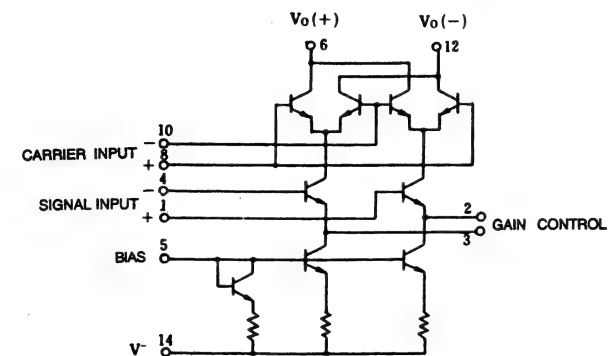 Vo(+)
Vo(-)
6
12
10
-
CARRIER INPUT
8
+
4
-
SIGNAL INPUT
1
+
2
GAIN CONTROL
3
5
BIAS
V- 14